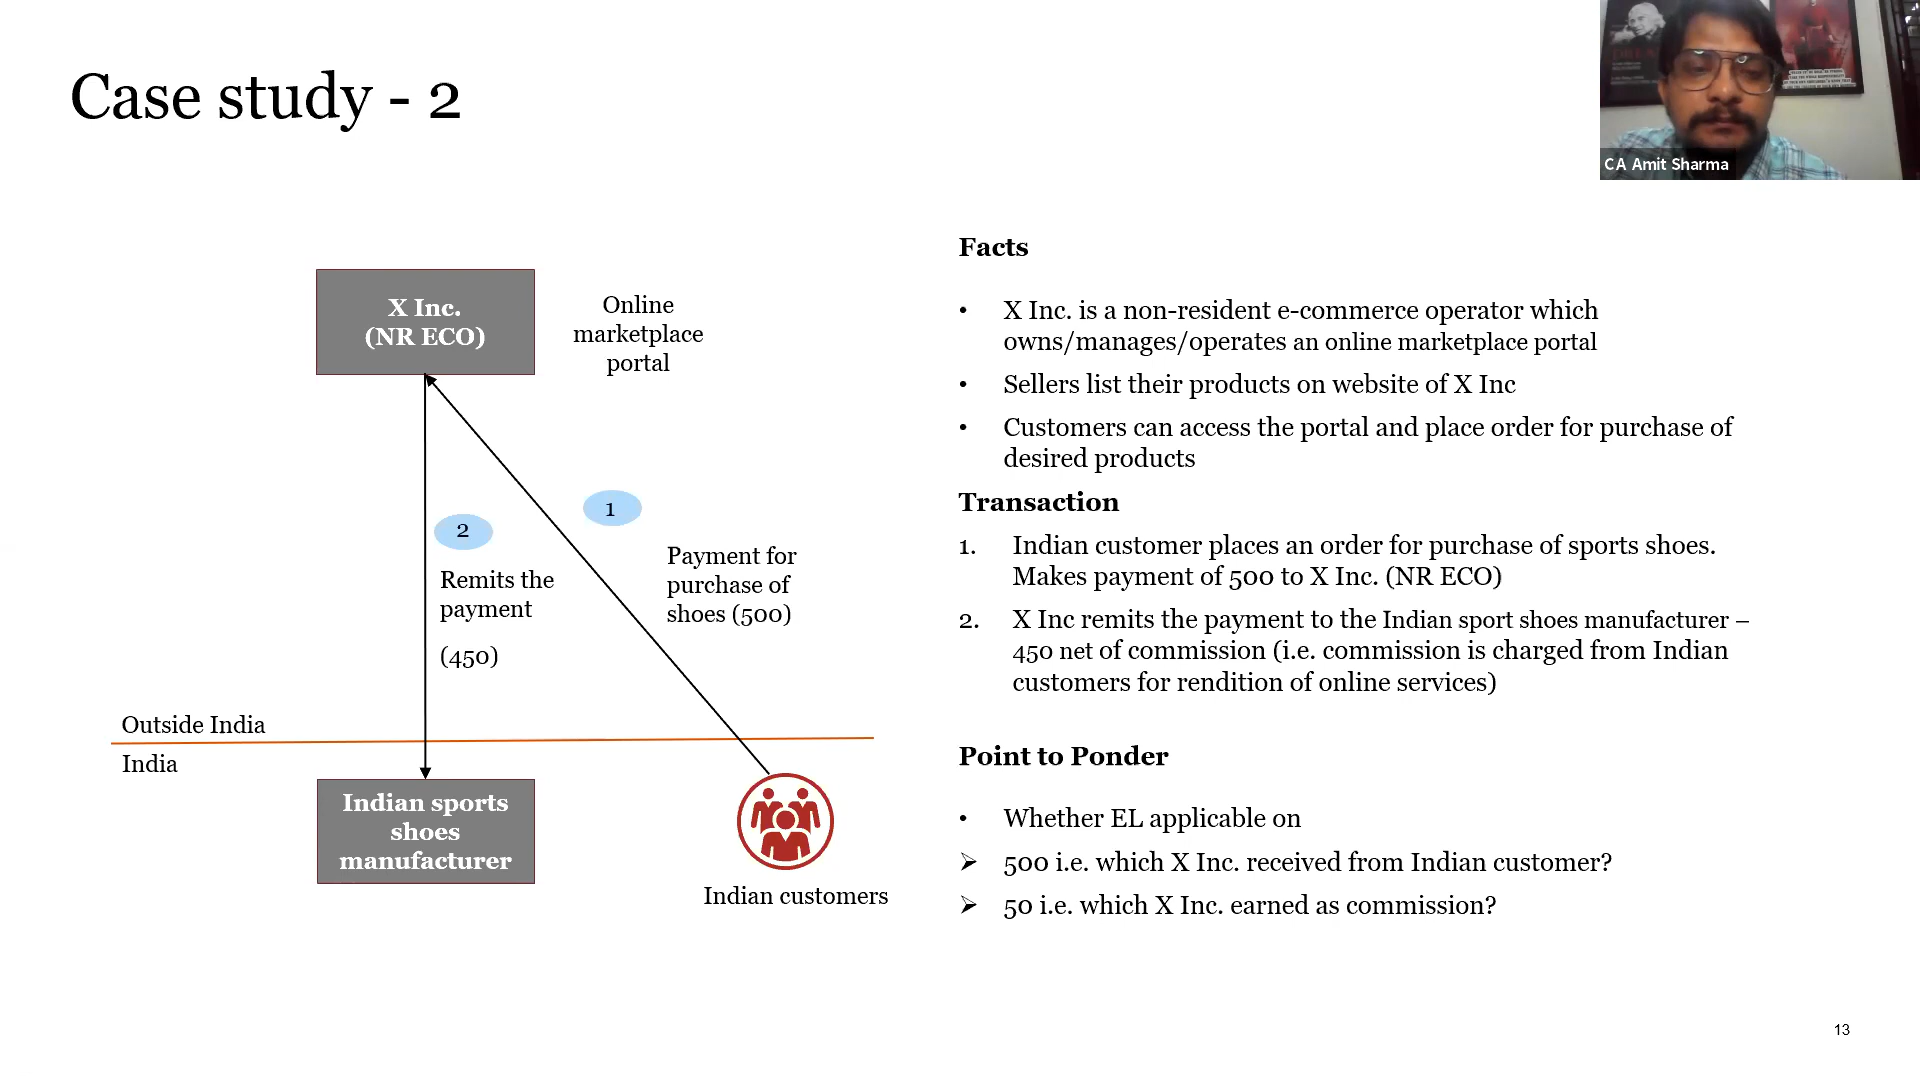 Case study - 2
CA Amit Sharma
X Inc.
(NR ECO)
Online
marketplace
portal
1
2
Payment for
purchase of
shoes (500)
Remits the
payment
(450)
Outside India
India
Indian sports
shoes
manufacturer
Indian customers
Facts
• X Inc. is a non-resident e-commerce operator which
owns/manages/operates an online marketplace portal
• Sellers list their products on website of X Inc
• Customers can access the portal and place order for purchase of
desired products
Transaction
1. Indian customer places an order for purchase of sports shoes.
Makes payment of 500 to X Inc. (NR ECO)
2. X Inc remits the payment to the Indian sport shoes manufacturer –
450 net of commission (i.e. commission is charged from Indian
customers for rendition of online services)
Point to Ponder
• Whether EL applicable on
➢ 500 i.e. which X Inc. received from Indian customer?
➢ 50 i.e. which X Inc. earned as commission?
13